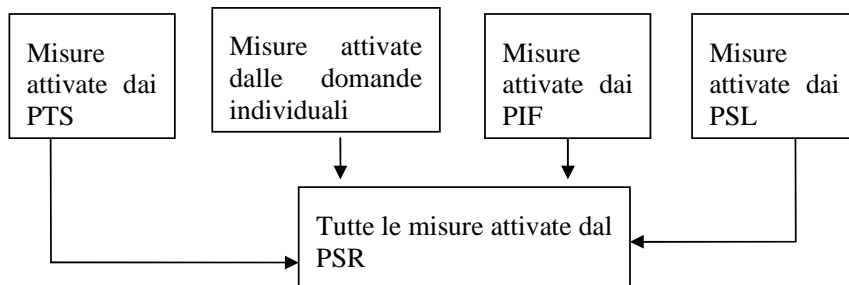 Misure
attivate dai
PTS
Misure attivate
dalle domande
individuali
Misure
attivate dai
PIF
Misure
attivate dai
PSL
Tutte le misure attivate dal
PSR